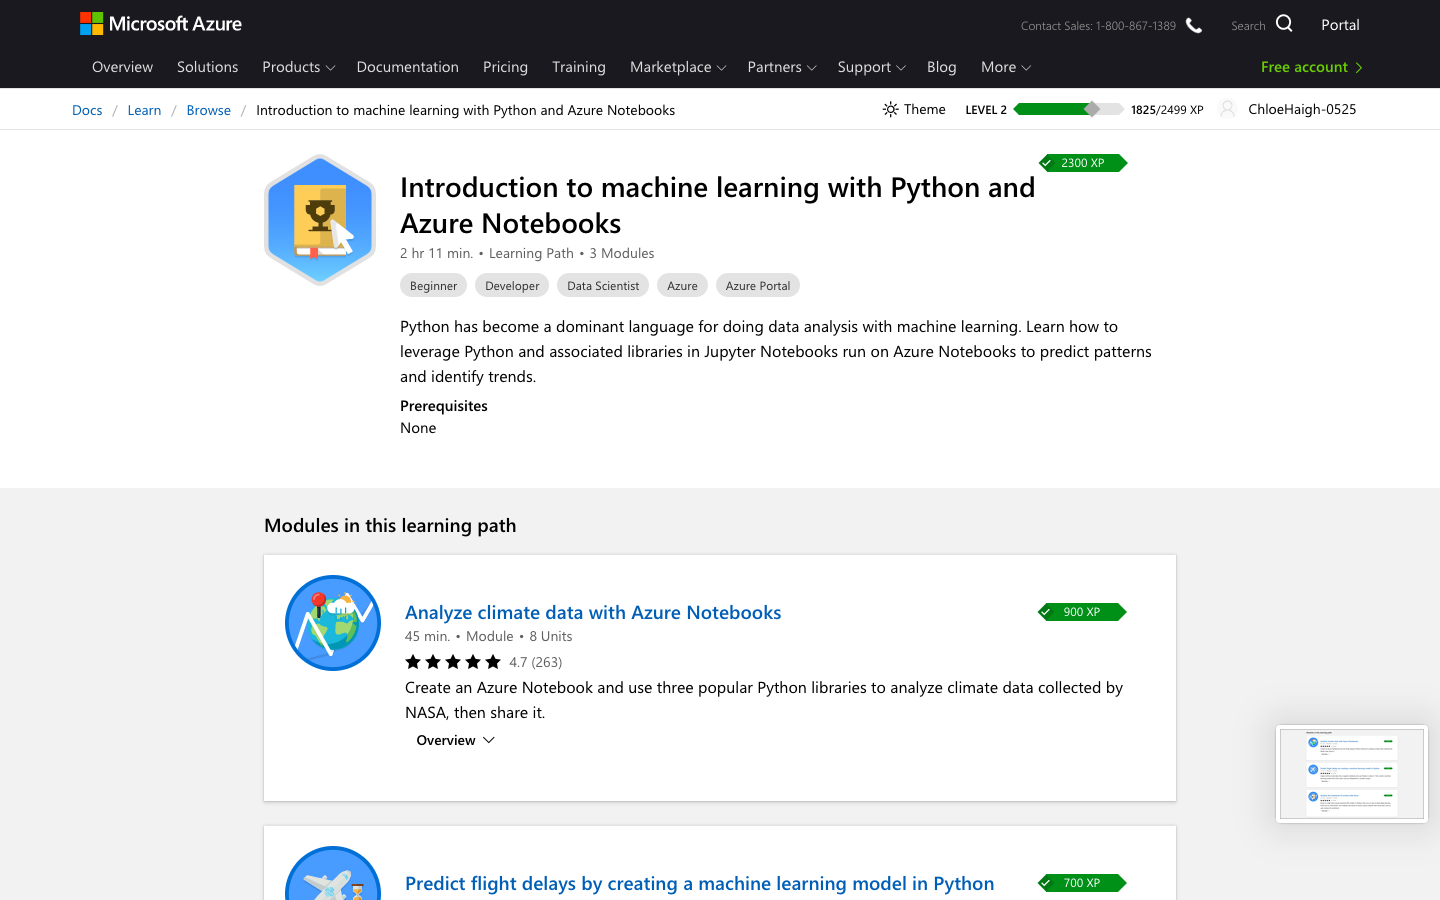 Microsoft Azure
Contact Sales: 1-800-867-1389
Search
Portal
Overview Solutions Products Documentation Pricing Training Marketplace Partners Support Blog More Free account
Docs / Learn / Browse / Introduction to machine learning with Python and Azure Notebooks
Theme LEVEL 2 1825/2499 XP ChloeHaigh-0525
2300 XP
Introduction to machine learning with Python and
Azure Notebooks
2 hr 11 min. • Learning Path • 3 Modules
Beginner Developer Data Scientist Azure Azure Portal
Python has become a dominant language for doing data analysis with machine learning. Learn how to
leverage Python and associated libraries in Jupyter Notebooks run on Azure Notebooks to predict patterns
and identify trends.
Prerequisites
None
Modules in this learning path
Analyze climate data with Azure Notebooks
900 XP
45 min. • Module • 8 Units
4.7 (263)
Create an Azure Notebook and use three popular Python libraries to analyze climate data collected by
NASA, then share it.
Overview
Predict flight delays by creating a machine learning model in Python
700 XP